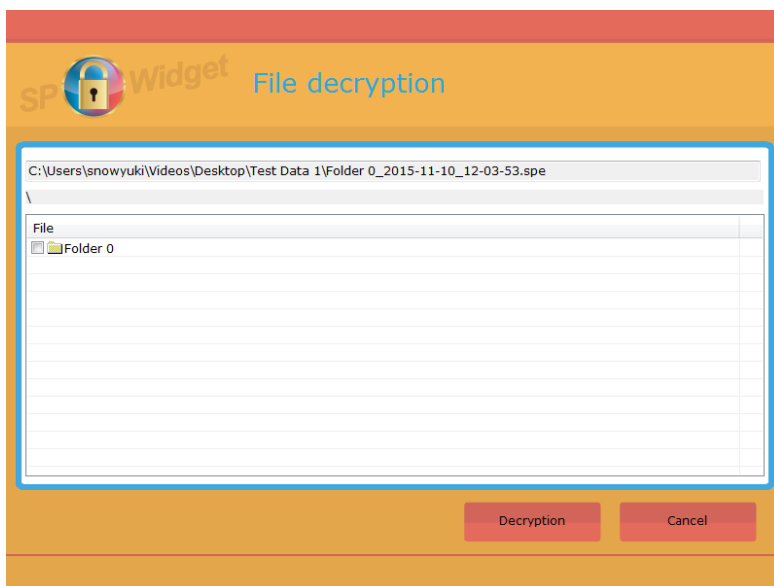 SP Widget
File decryption
C:\Users\snowyuki\Videos\Desktop\Test Data 1\Folder 0_2015-11-10_12-03-53.spe
\
File
Folder 0
Decryption
Cancel